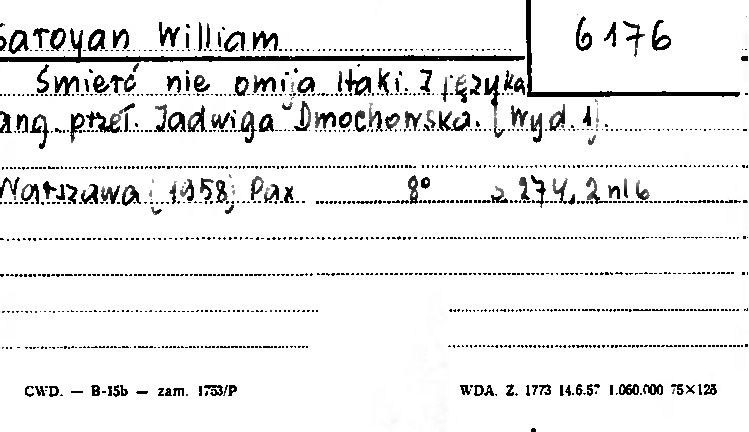 Saroyan William
6176
Śmierć nie omija Itaki. Z języka
ang. przeł. Jadwiga Dmochowska. [Wyd. 1].
Warszawa [1958] Pax 8° s. 274, 2 nlb
CWD. — B-15b — zam. 1753/P
WDA. Z. 1773 14.6.57 1.060.000 75×125